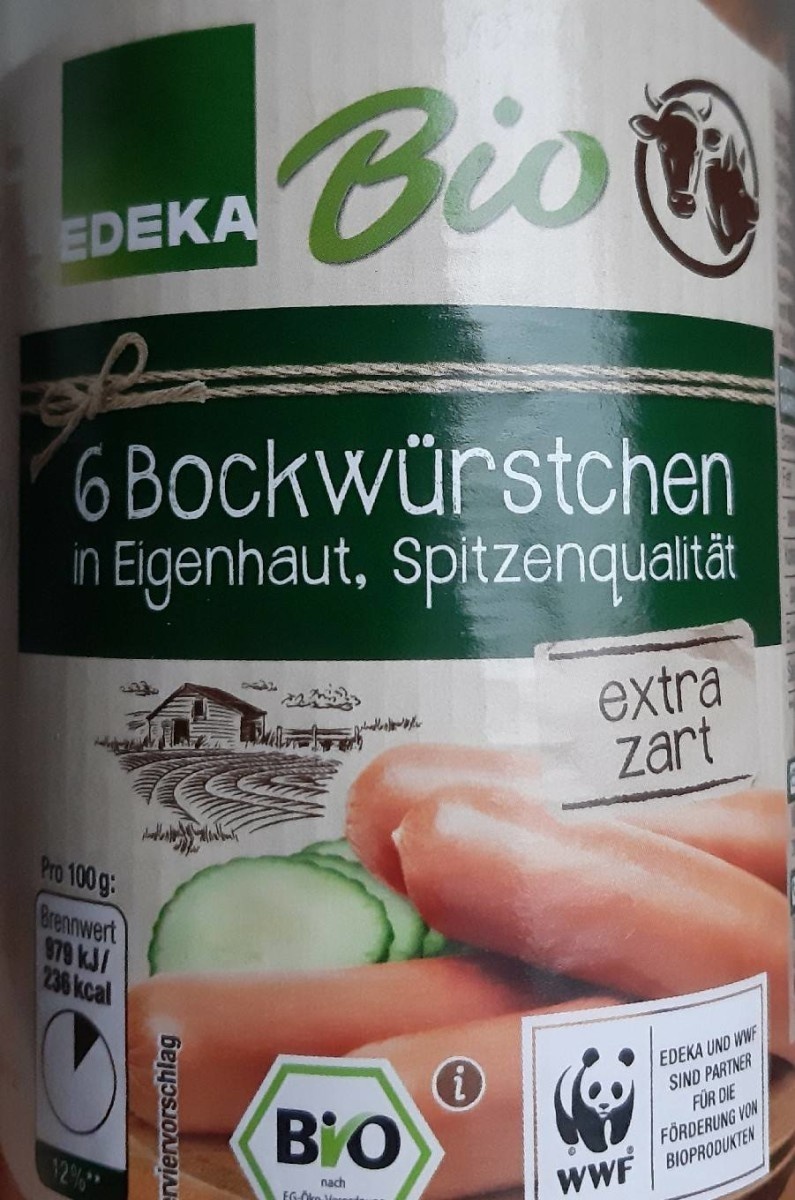 EDEKA
Bio
6 Bockwürstchen
in Eigenhaut, Spitzenqualität
extra
zart
Pro 100 g:
Brennwert
979 kJ/
236 kcal
12%**
BiO
nach
WWF
EDEKA UND WWF
SIND PARTNER
FÜR DIE
FÖRDERUNG VON
BIOPRODUKTEN
i